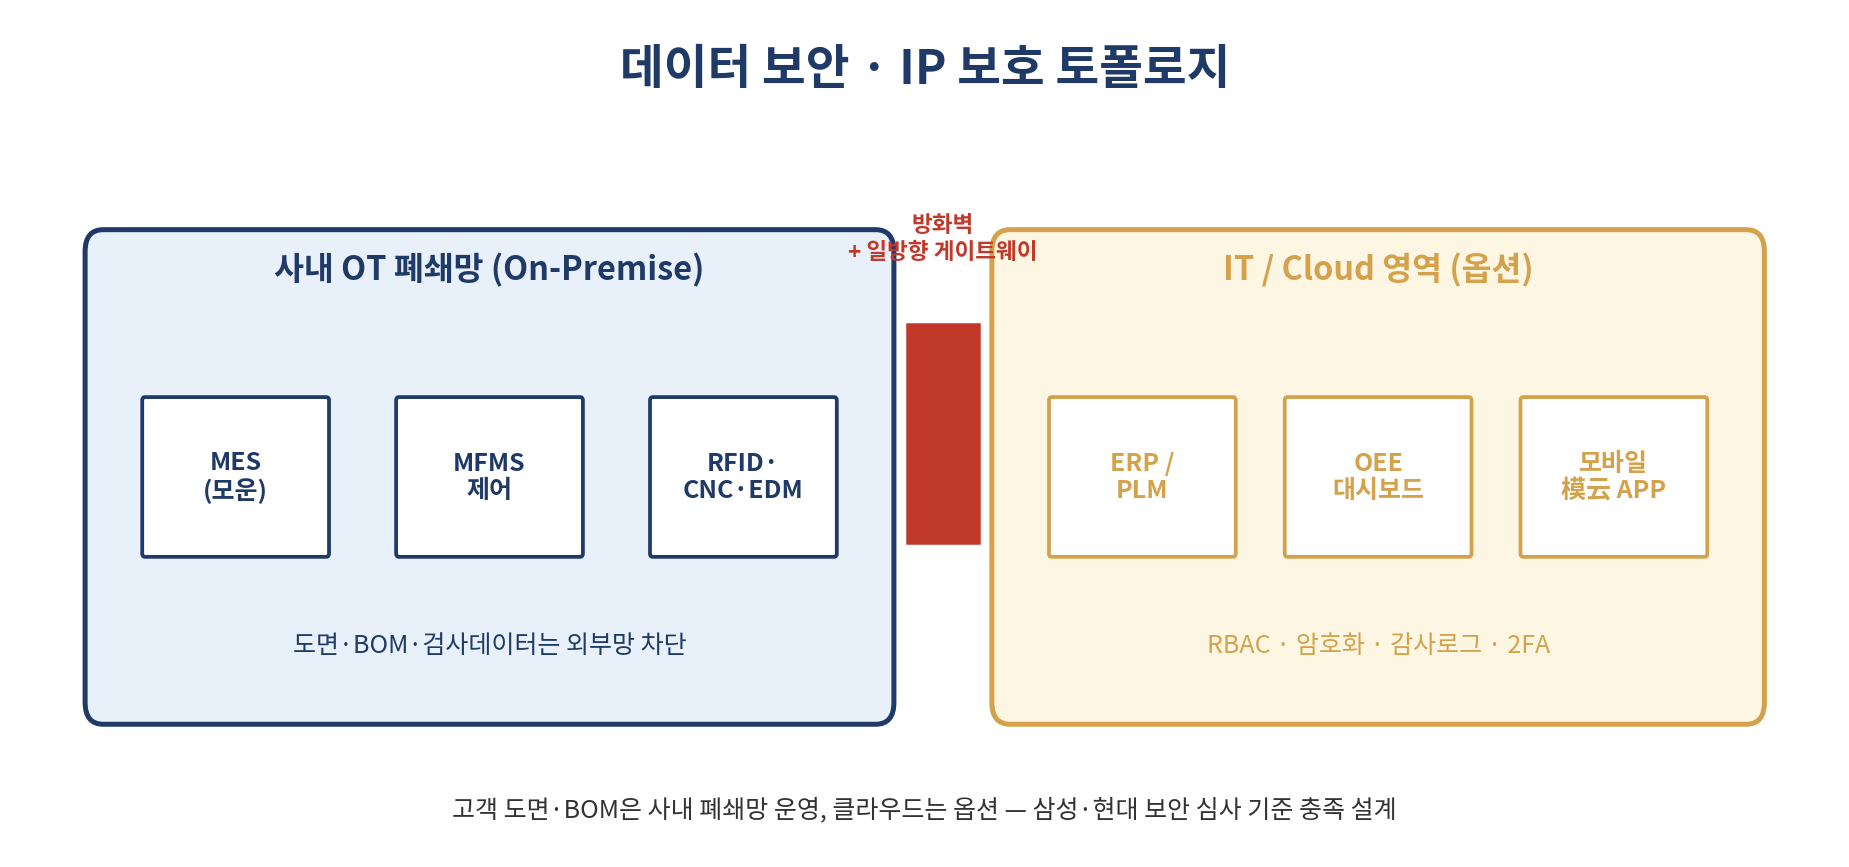 데이터 보안 · IP 보호 토폴로지
방화벽
+ 일방향 게이트웨이
사내 OT 폐쇄망 (On-Premise)
MES
(모운)
MFMS
제어
RFID·
CNC·EDM
도면·BOM·검사데이터는 외부망 차단
IT / Cloud 영역 (옵션)
ERP /
PLM
OEE
대시보드
모바일
模云 APP
RBAC · 암호화 · 감사로그 · 2FA
고객 도면·BOM은 사내 폐쇄망 운영, 클라우드는 옵션 — 삼성·현대 보안 심사 기준 충족 설계